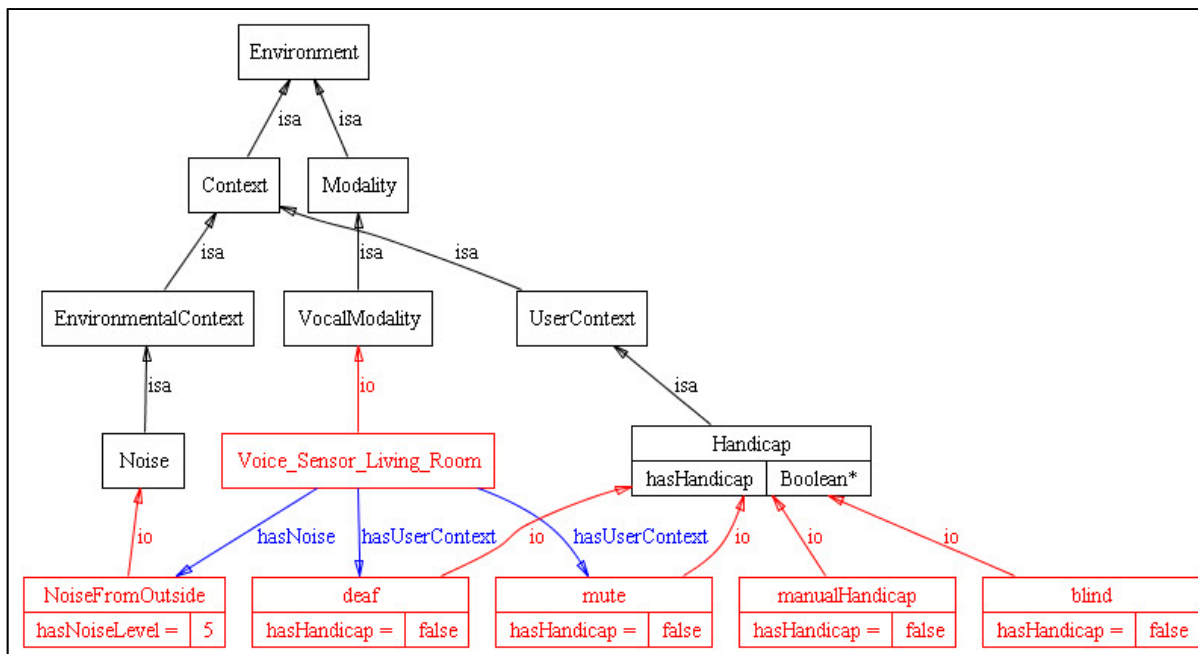 Environment
isa
isa
Context
Modality
isa
isa
isa
EnvironmentalContext
VocalModality
UserContext
isa
io
isa
Noise
Voice_Sensor_Living_Room
Handicap
hasHandicap
Boolean*
io
hasNoise
hasUserContext
io
hasUserContext
io
io
io
NoiseFromOutside
hasNoiseLevel = 5
deaf
hasHandicap = false
mute
hasHandicap = false
manualHandicap
hasHandicap = false
blind
hasHandicap = false